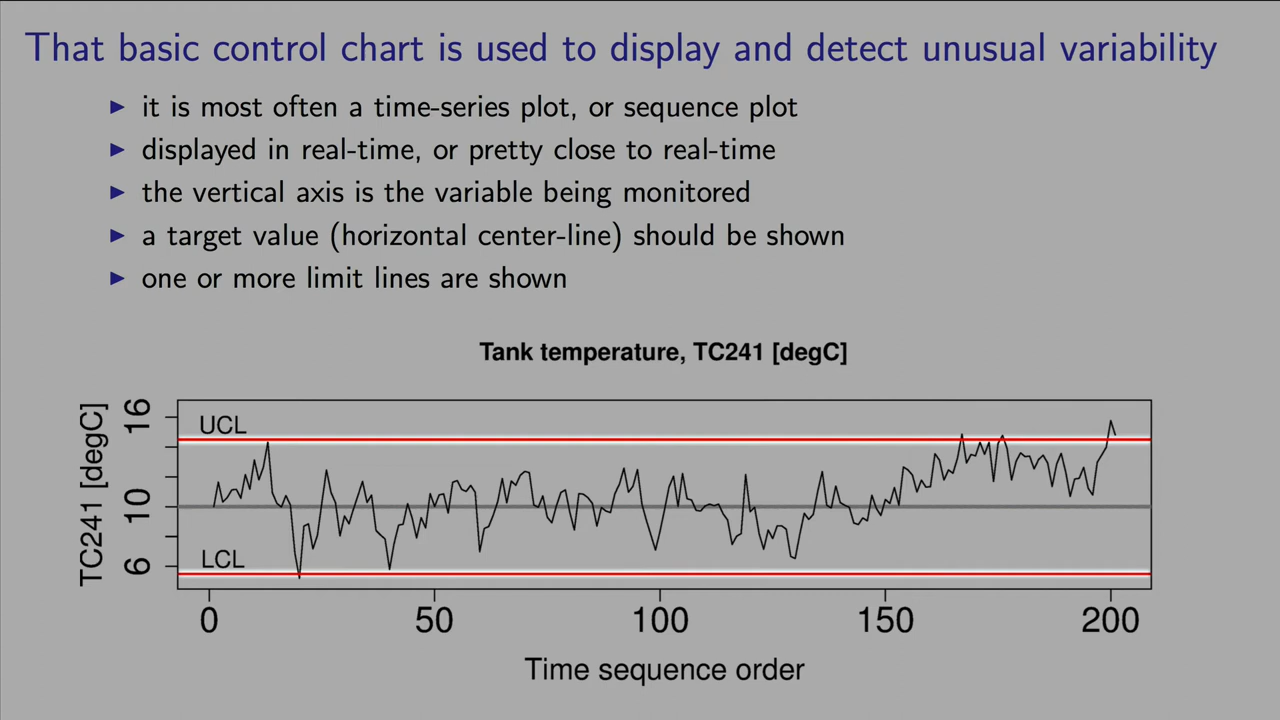 That basic control chart is used to display and detect unusual variability
it is most often a time-series plot, or sequence plot
displayed in real-time, or pretty close to real-time
the vertical axis is the variable being monitored
a target value (horizontal center-line) should be shown
one or more limit lines are shown
Tank temperature, TC241 [degC]
TC241 [degC]
16
10
6
UCL
LCL
0 50 100 150 200
Time sequence order